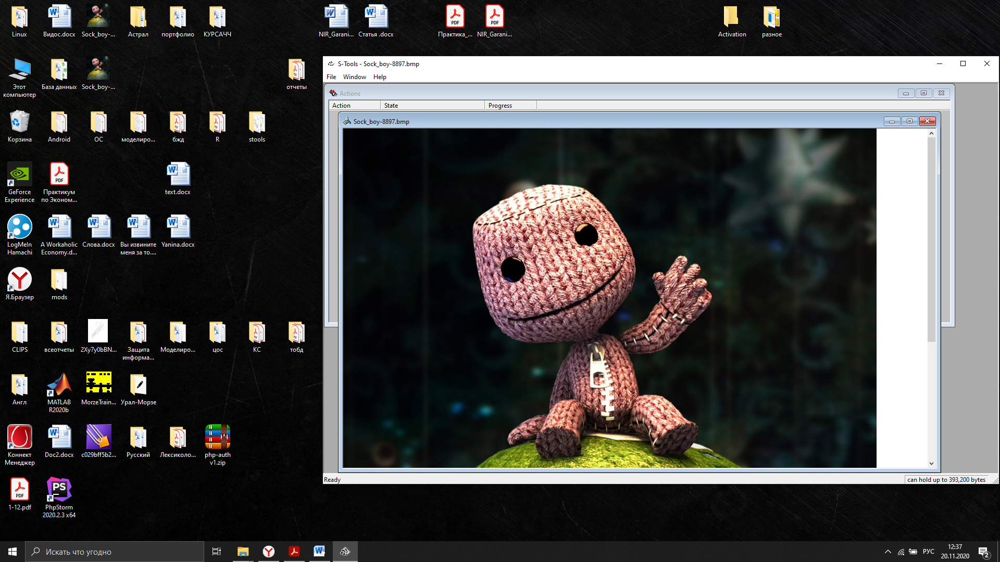 Linux
Видос.docx
Sock_boy-...
Астрал
портфолио
КУРСАЧЧ
NIR_Garani...
Статья .docx
Практика_...
NIR_Garani...
Activation
разное
Этот компьютер
База данных
Sock_boy-...
отчеты
Корзина
Android
ОС
моделиро...
бжд
R
stools
GeForce Experience
PDF
Практикум по Эконом...
text.docx
LogMeIn Hamachi
A Workaholic Economy.d...
Слова.docx
Вы извините меня за то....
Yanina.docx
Я.Браузер
mods
CLIPS
всеотчеты
2Xy7y0bBN...
Защита информа...
Моделиро...
цос
КС
тобд
Англ
MATLAB R2020b
MorzeTrain...
Урал-Морзе
Коннект Менеджер
Doc2.docx
c029bff5b2...
Русский
Лексиколо...
php-auth v1.zip
PDF
1-12.pdf
PS
PhpStorm 2020.2.3 x64
S-Tools - Sock_boy-8897.bmp
File Window Help
Actions
Action State Progress
Sock_boy-8897.bmp
Ready
can hold up to 393,200 bytes
Искать что угодно
РУС
12:37
20.11.2020
2